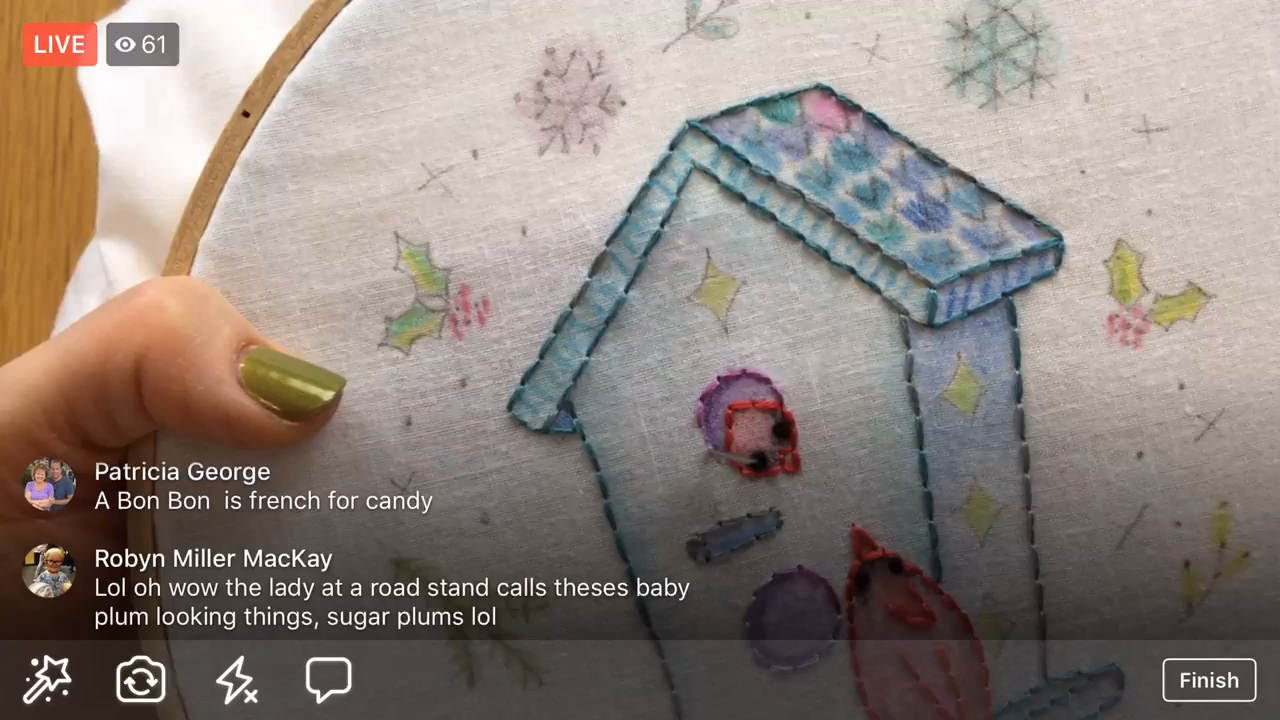 LIVE 61
Patricia George
A Bon Bon is french for candy
Robyn Miller MacKay
Lol oh wow the lady at a road stand calls theses baby
plum looking things, sugar plums lol
Finish